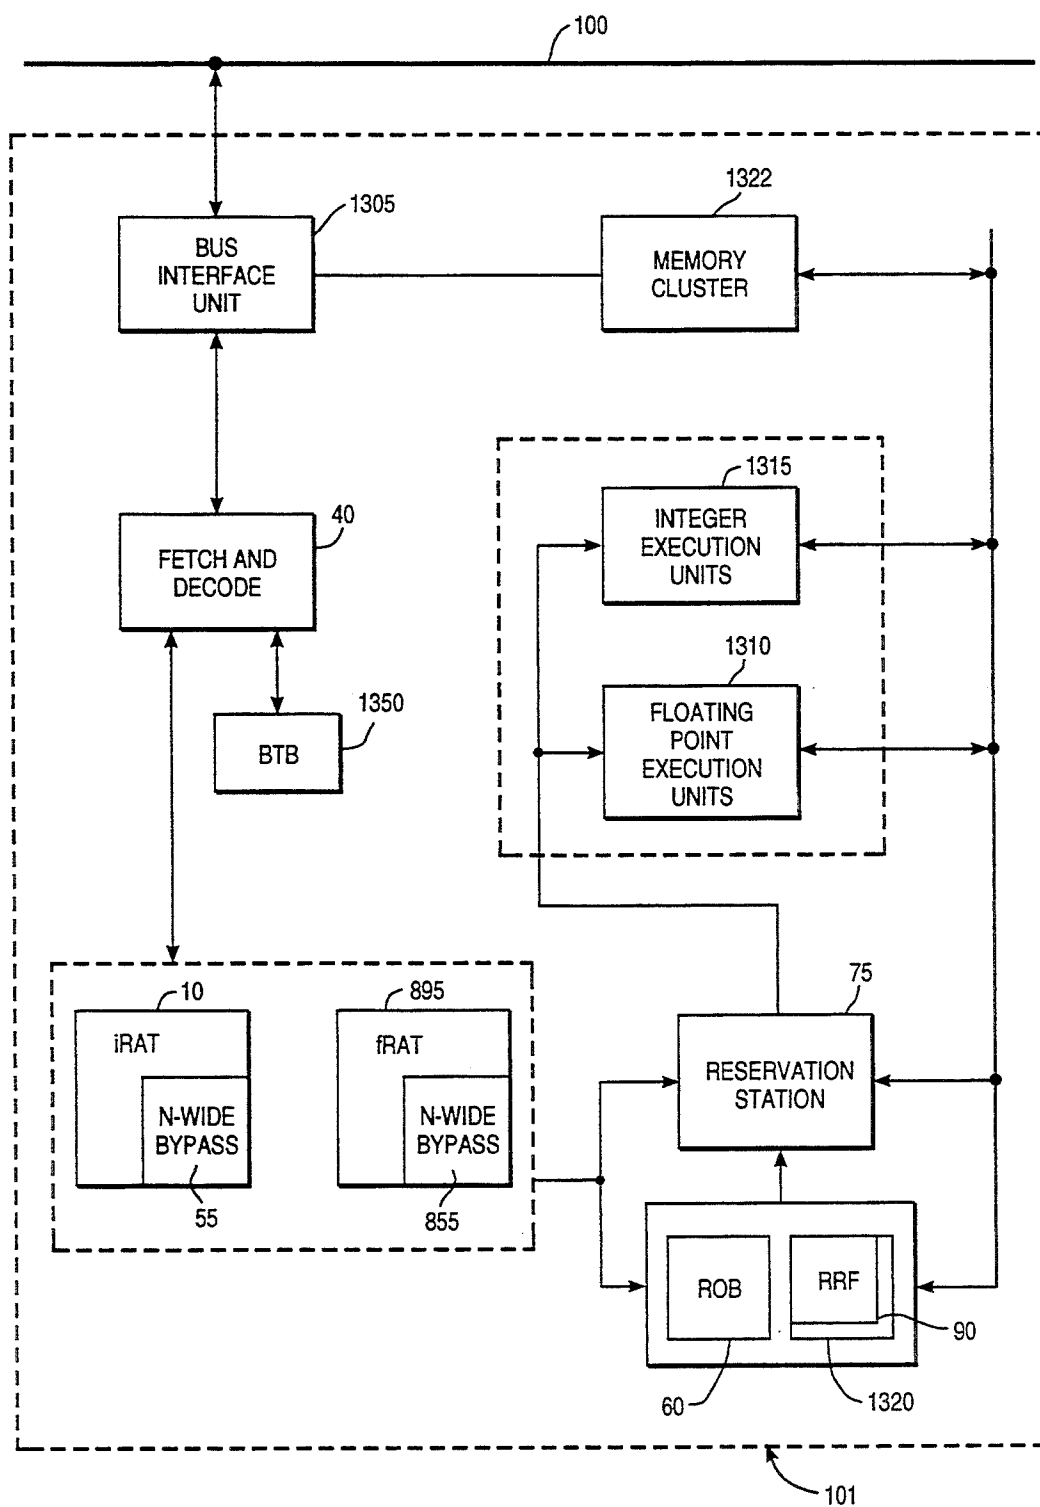 100
1305
BUS
INTERFACE
UNIT
1322
MEMORY
CLUSTER
1315
INTEGER
EXECUTION
UNITS
40
FETCH AND
DECODE
1310
FLOATING
POINT
EXECUTION
UNITS
1350
BTB
10
iRAT
N-WIDE
BYPASS
55
895
fRAT
N-WIDE
BYPASS
855
75
RESERVATION
STATION
ROB
RRF
90
60
1320
101